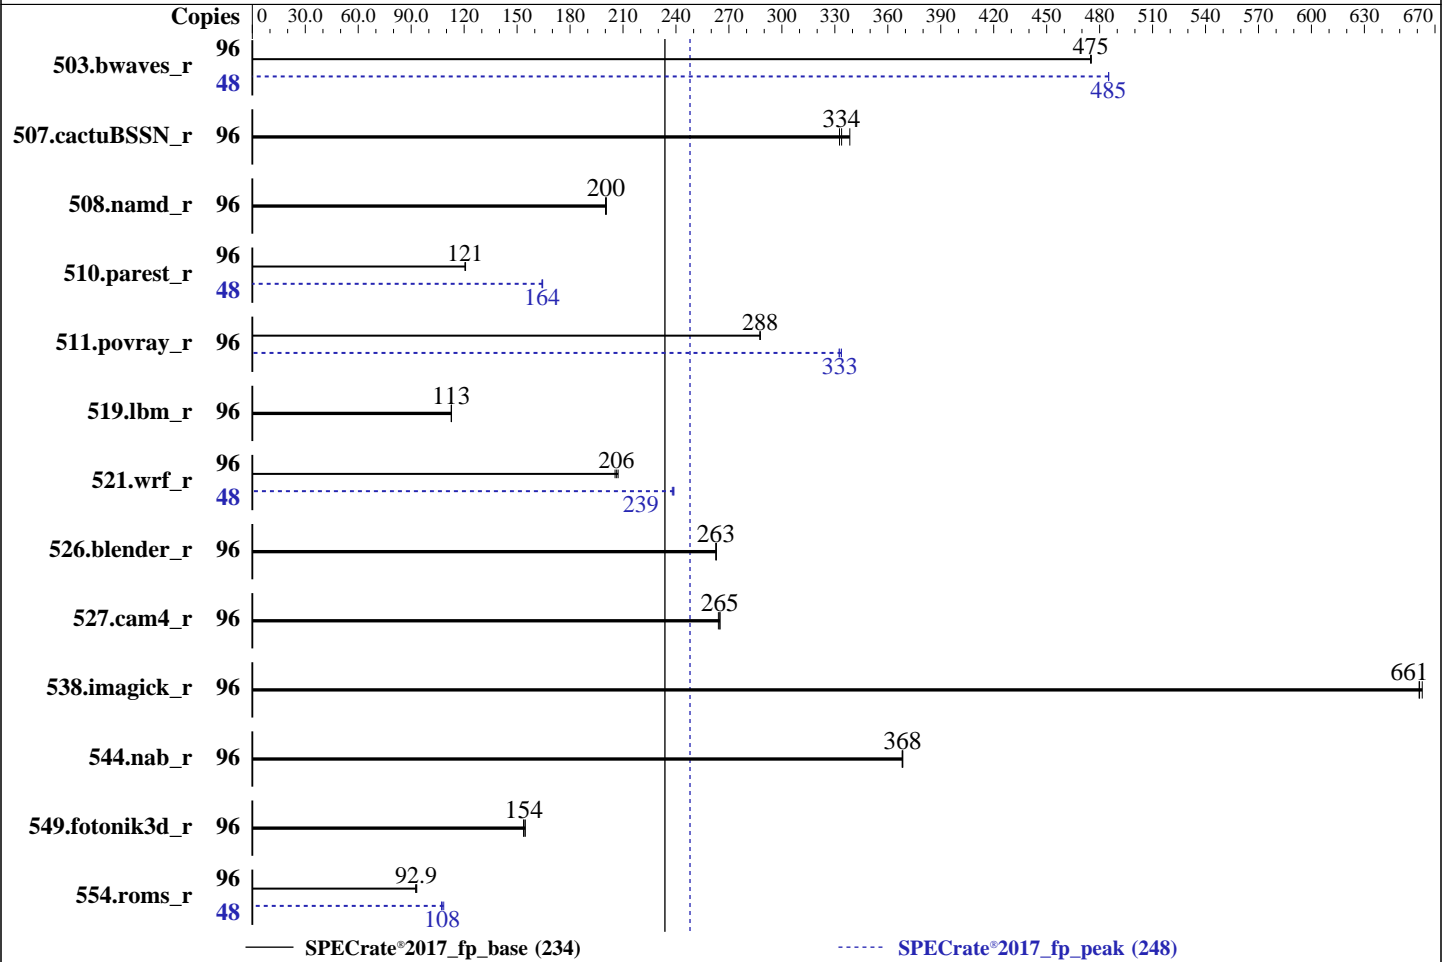 Copies 0 30.0 60.0 90.0 120 150 180 210 240 270 300 330 360 390 420 450 480 510 540 570 600 630 670
503.bwaves_r 96 475
48 485
507.cactuBSSN_r 96 334
508.namd_r 96 200
510.parest_r 96 121
48 164
511.povray_r 96 288
333
519.lbm_r 96 113
521.wrf_r 96 206
48 239
526.blender_r 96 263
527.cam4_r 96 265
538.imagick_r 96 661
544.nab_r 96 368
549.fotonik3d_r 96 154
554.roms_r 96 92.9
48 108
SPECrate®2017_fp_base (234) SPECrate®2017_fp_peak (248)